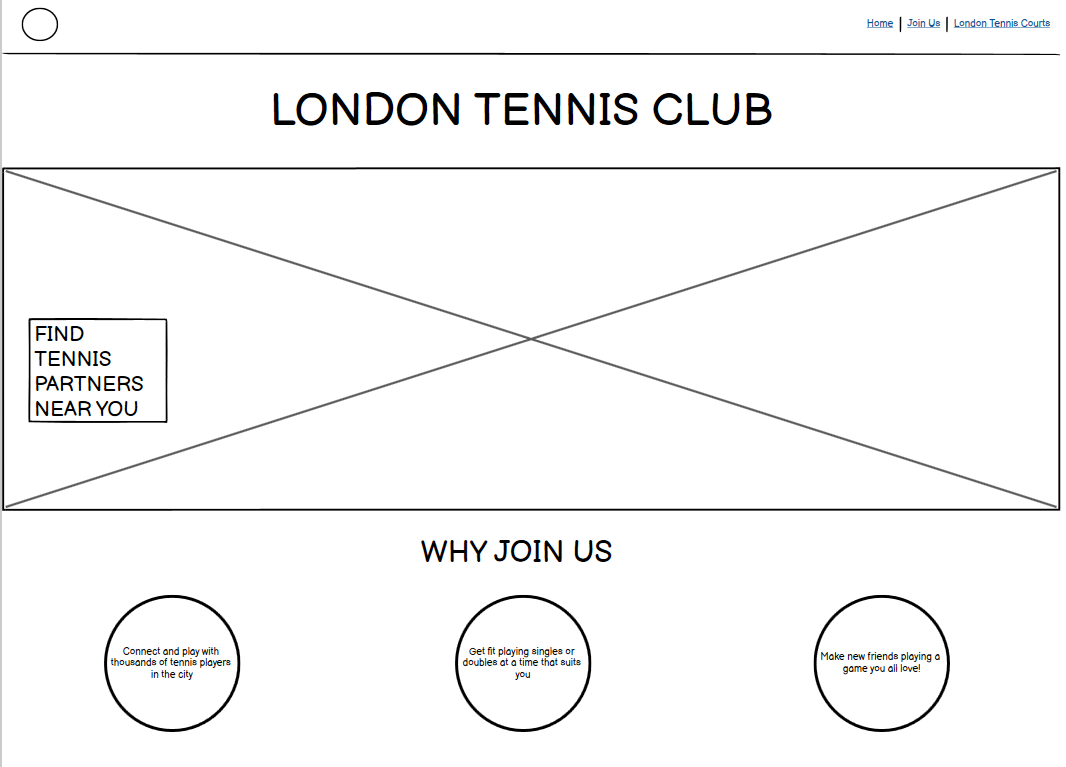 Home | Join Us | London Tennis Courts
LONDON TENNIS CLUB
FIND
TENNIS
PARTNERS
NEAR YOU
WHY JOIN US
Connect and play with
thousands of tennis players
in the city
Get fit playing singles or
doubles at a time that suits
you
Make new friends playing a
game you all love!